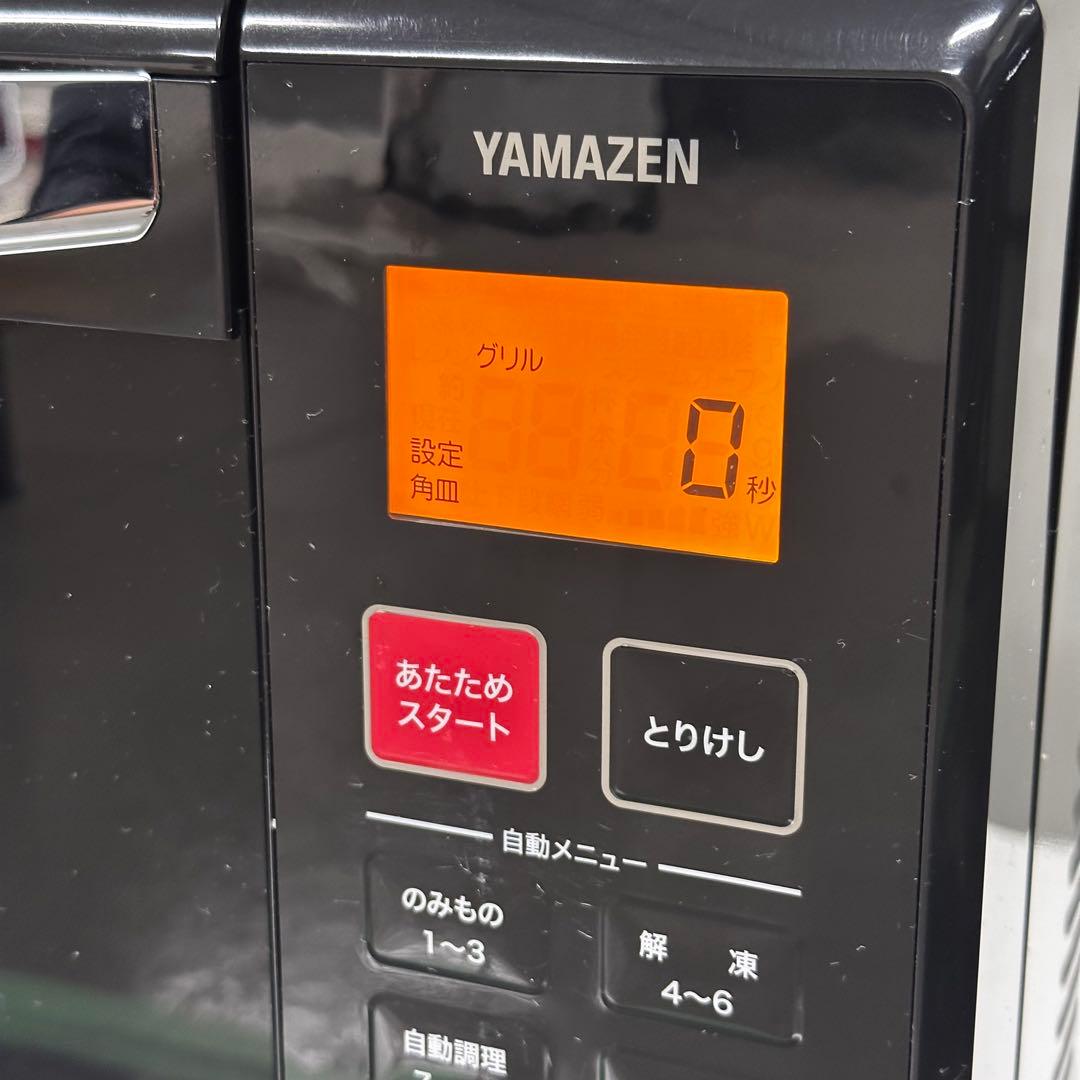 YAMAZEN
グリル
設定
0秒
角皿
あたため
スタート
とりけし
自動メニュー
のみもの
1〜3
解 凍
4〜6
自動調理